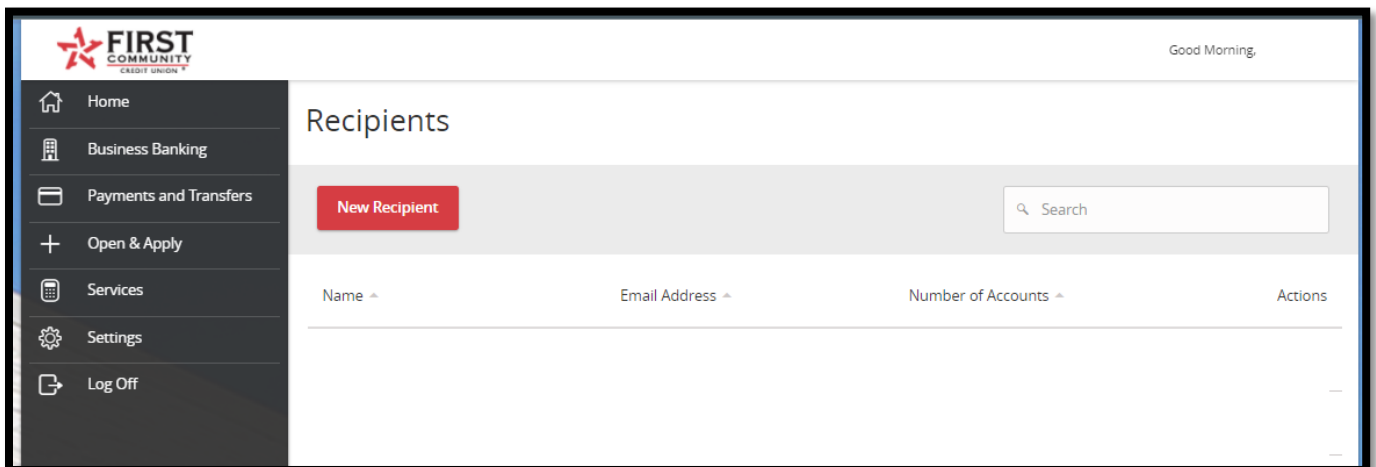 FIRST
COMMUNITY
CREDIT UNION ®
Good Morning,
Home
Business Banking
Payments and Transfers
Open & Apply
Services
Settings
Log Off
Recipients
New Recipient
Search
Name
Email Address
Number of Accounts
Actions